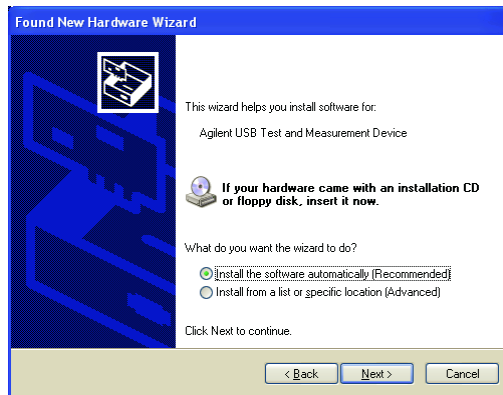 Found New Hardware Wizard
This wizard helps you install software for:
Agilent USB Test and Measurement Device
If your hardware came with an installation CD
or floppy disk, insert it now.
What do you want the wizard to do?
Install the software automatically (Recommended)
Install from a list or specific location (Advanced)
Click Next to continue.
< Back
Next >
Cancel